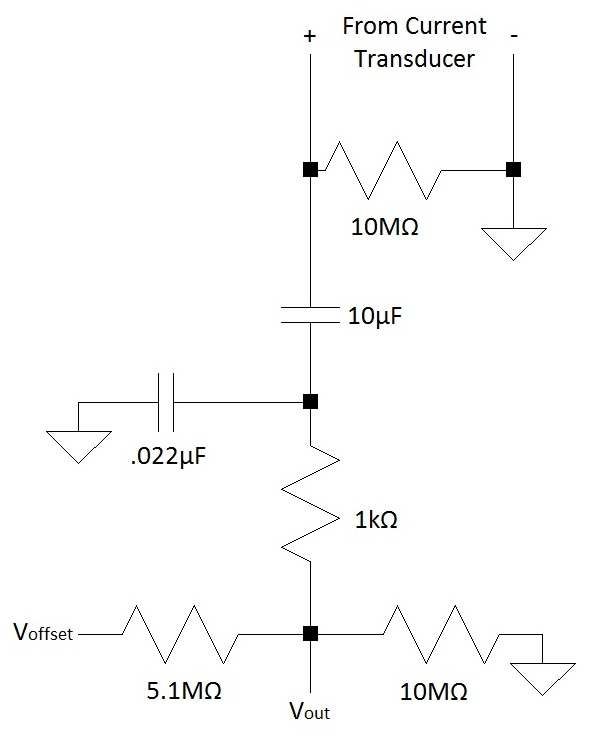 From Current
+ -
Transducer
10MΩ
10µF
.022µF
1kΩ
Voffset
5.1MΩ
10MΩ
Vout